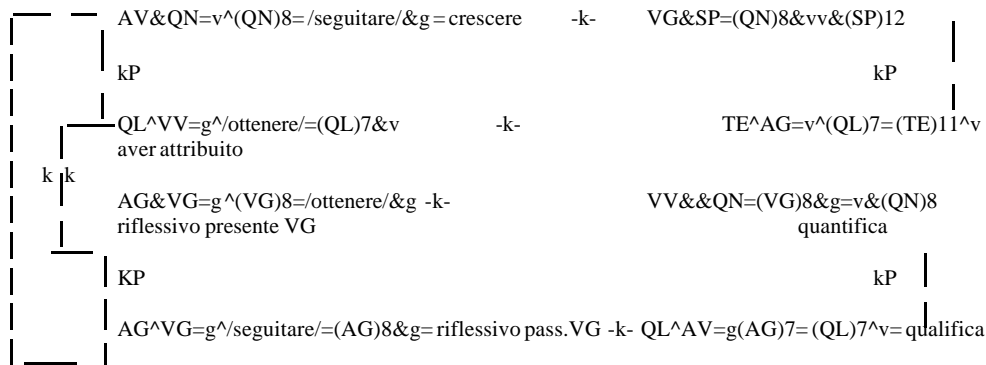 AV&QN=v^(QN)8=/seguitare/&g=crescere -k- VG&SP=(QN)8&vv&(SP)12
kP kP
QL^VV=g^/ottenere/=(QL)7&v -k- TE^AG=v^(QL)7=(TE)11^v
aver attribuito
k k
AG&VG=g^(VG)8=/ottenere/&g -k- VV&&QN=(VG)8&g=v&(QN)8
riflessivo presente VG quantifica
KP kP
AG^VG=g^/seguitare/=(AG)8&g=riflessivo pass.VG -k- QL^AV=g(AG)7=(QL)7^v=qualifica